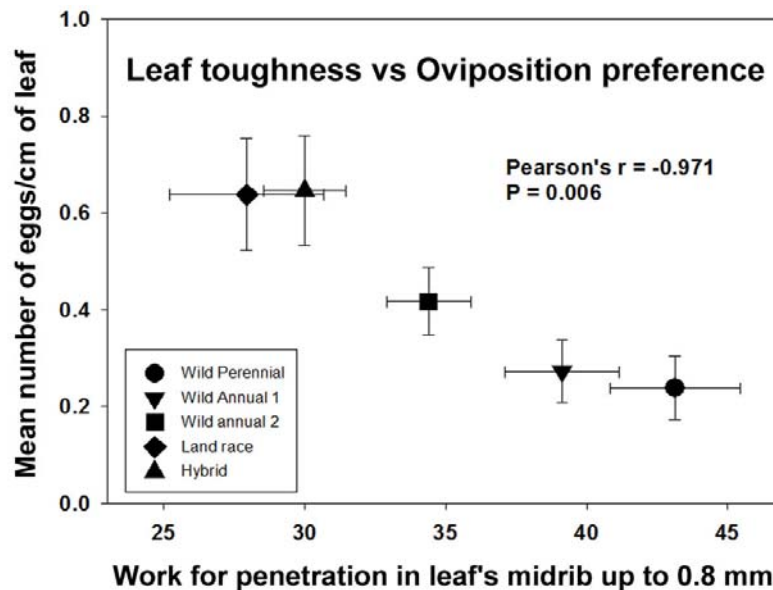 Leaf toughness vs Oviposition preference
Pearson's r = -0.971
P = 0.006
Mean number of eggs/cm of leaf
1.0
0.8
0.6
0.4
0.2
0.0
Wild Perennial
Wild Annual 1
Wild annual 2
Land race
Hybrid
25 30 35 40 45
Work for penetration in leaf's midrib up to 0.8 mm